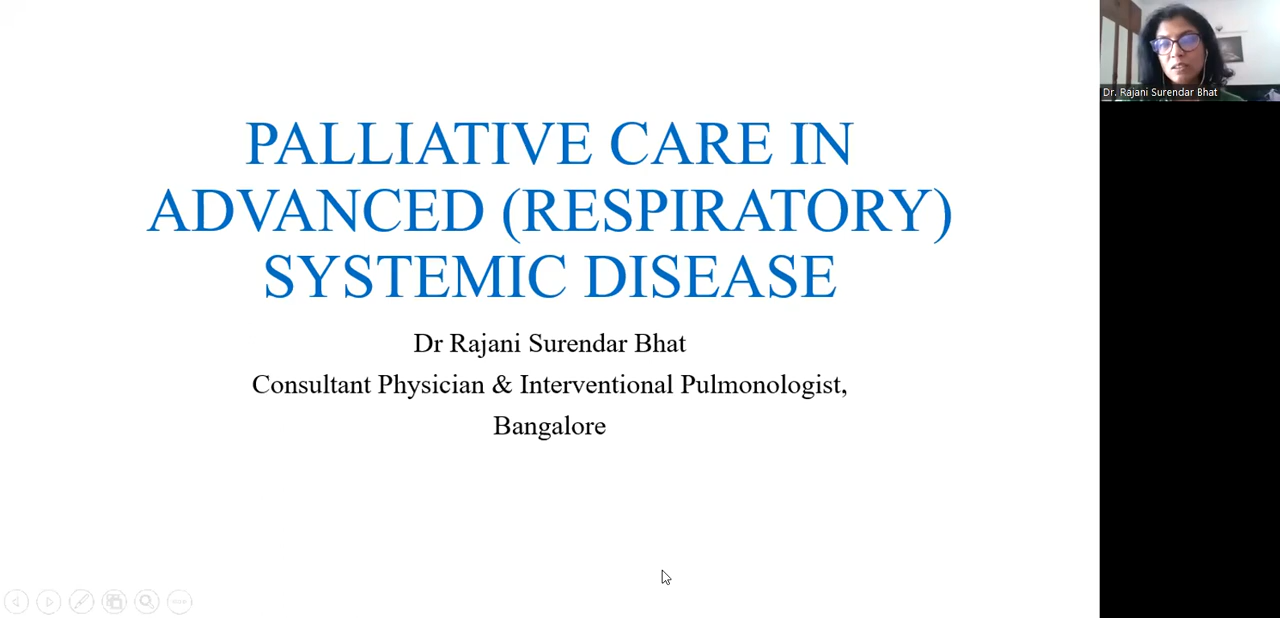 PALLIATIVE CARE IN
ADVANCED (RESPIRATORY)
SYSTEMIC DISEASE
Dr Rajani Surendar Bhat
Consultant Physician & Interventional Pulmonologist,
Bangalore
Dr. Rajani Surendar Bhat